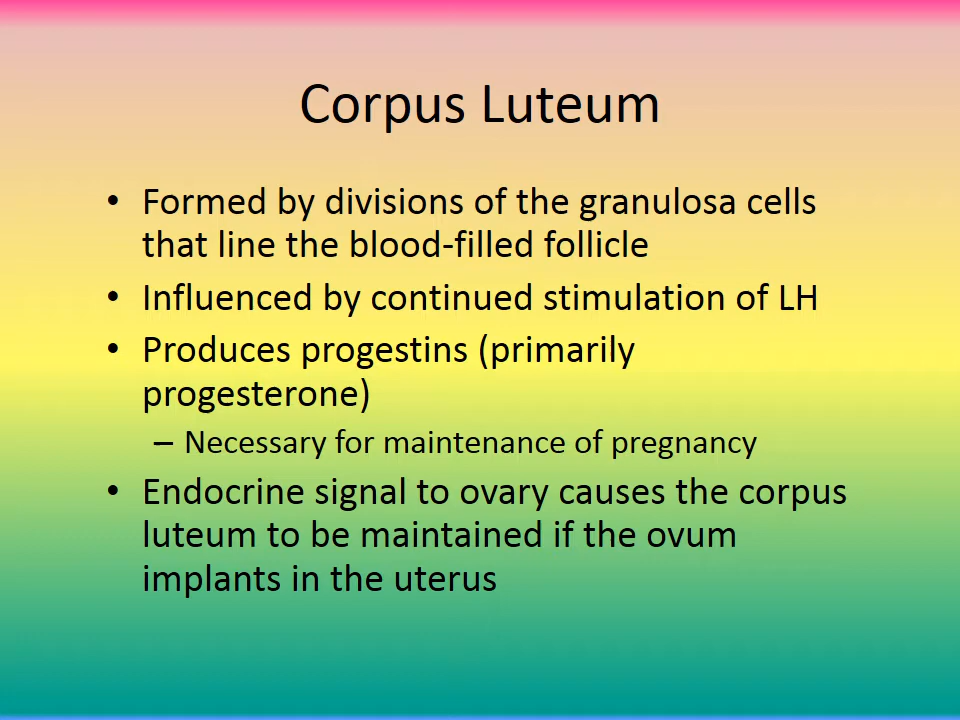 Corpus Luteum
• Formed by divisions of the granulosa cells
that line the blood-filled follicle
• Influenced by continued stimulation of LH
• Produces progestins (primarily
progesterone)
– Necessary for maintenance of pregnancy
• Endocrine signal to ovary causes the corpus
luteum to be maintained if the ovum
implants in the uterus